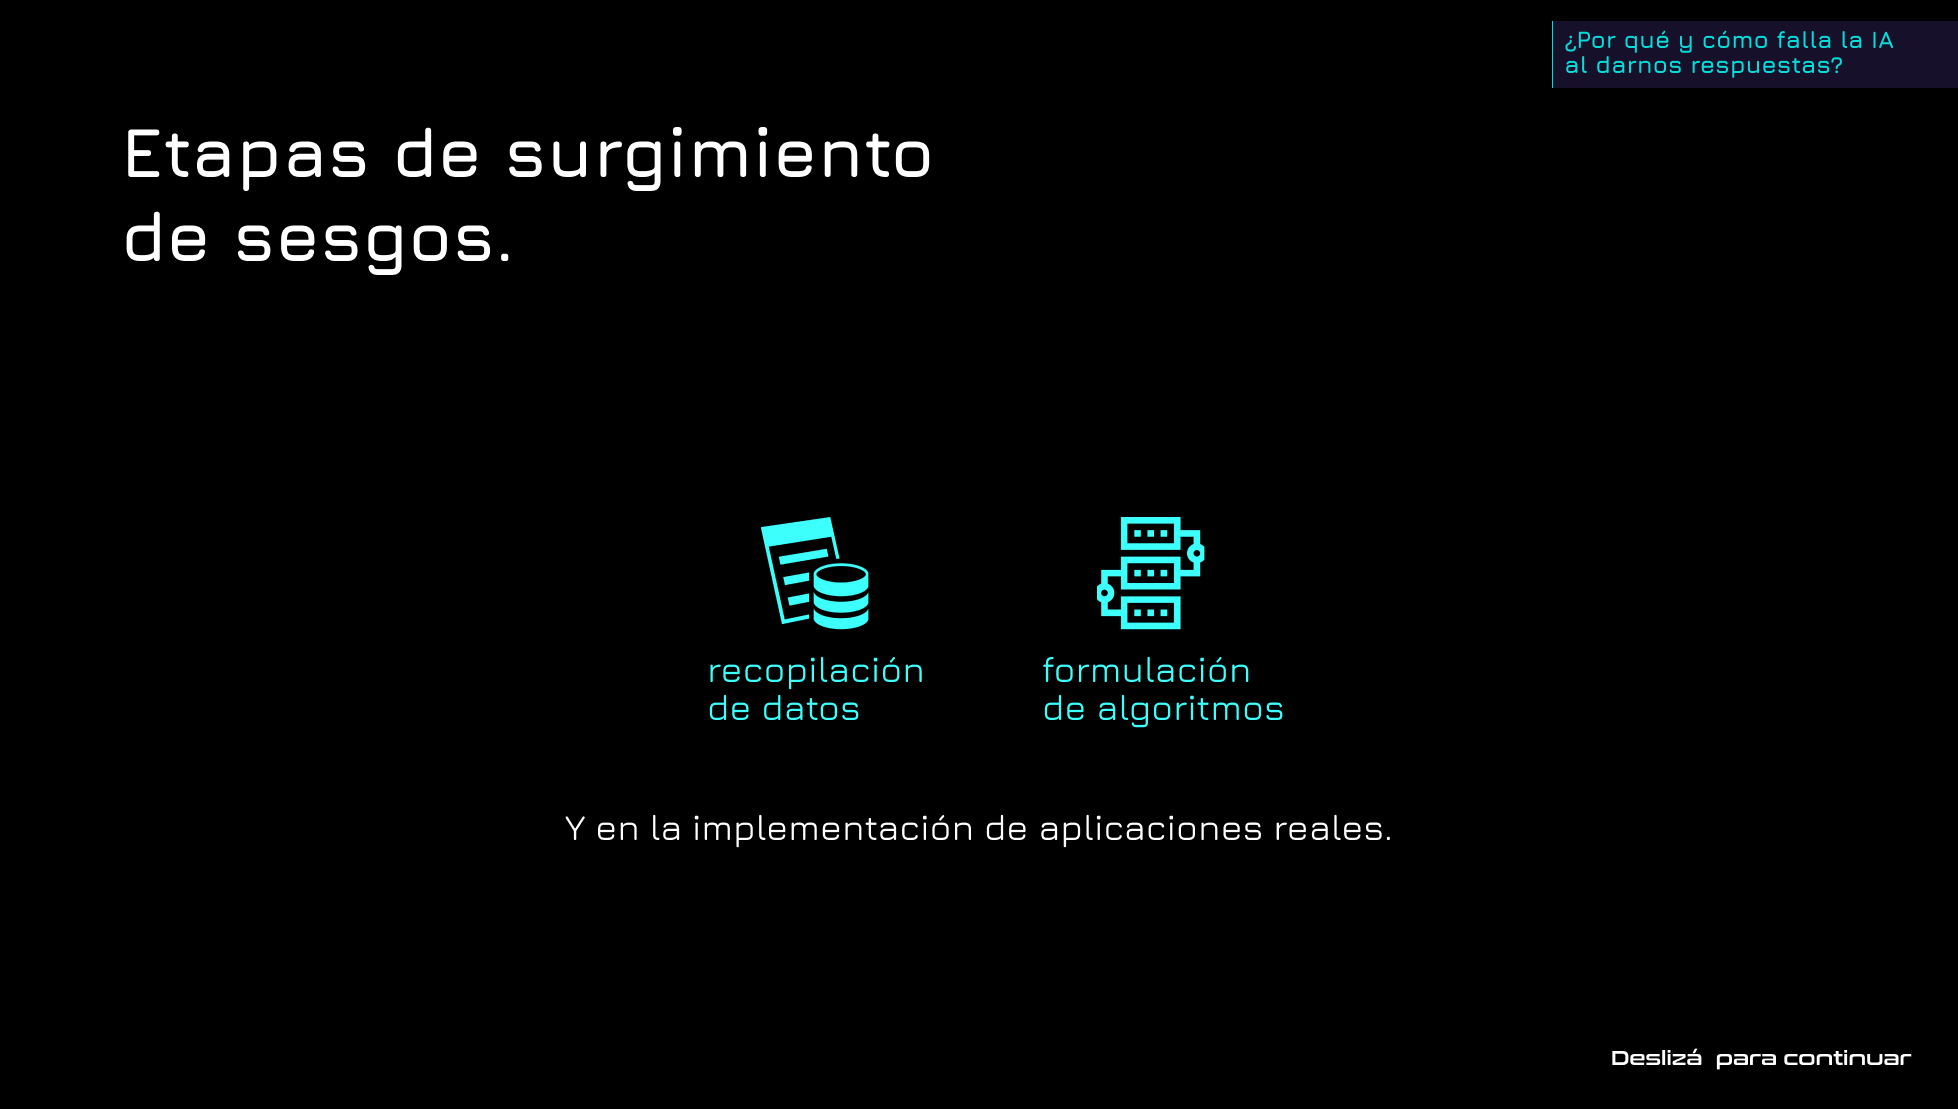 ¿Por qué y cómo falla la IA
al darnos respuestas?
Etapas de surgimiento
de sesgos.
recopilación
de datos
formulación
de algoritmos
Y en la implementación de aplicaciones reales.
Deslizá para continuar